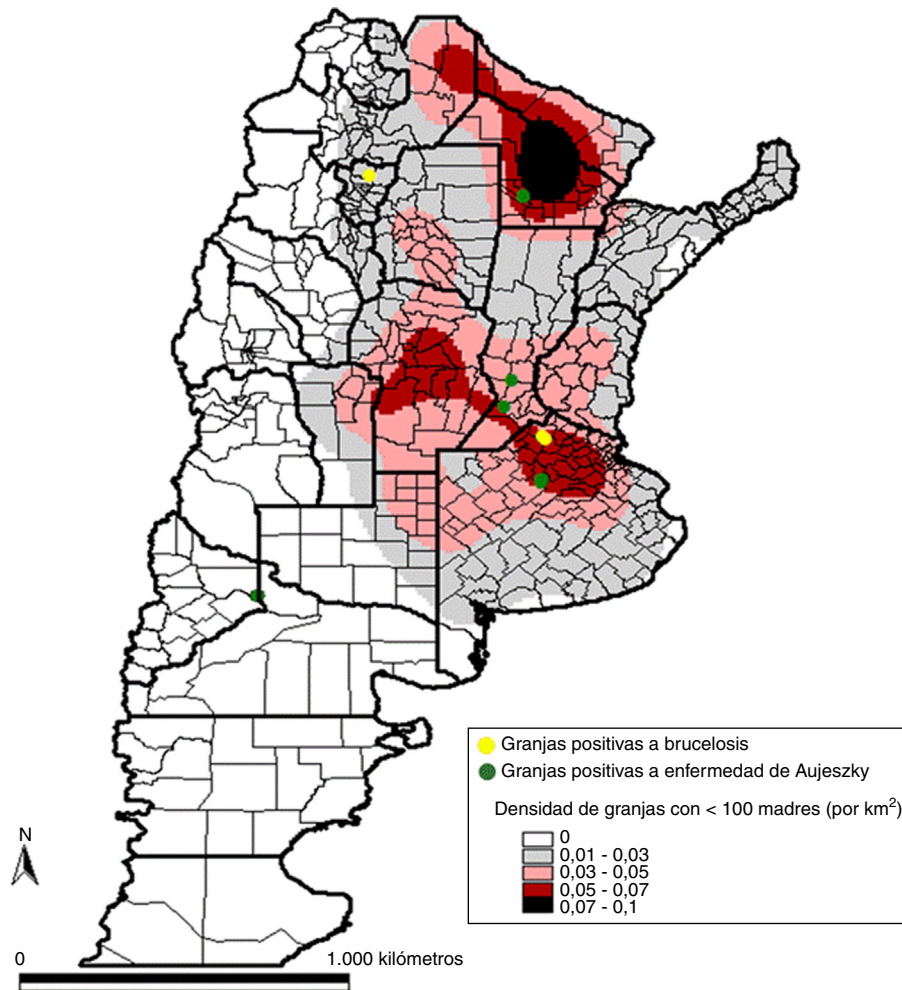 Granjas positivas a brucelosis
Granjas positivas a enfermedad de Aujeszky
Densidad de granjas con < 100 madres (por km²)
0
0,01 - 0,03
0,03 - 0,05
0,05 - 0,07
0,07 - 0,1
N
0 1.000 kilómetros